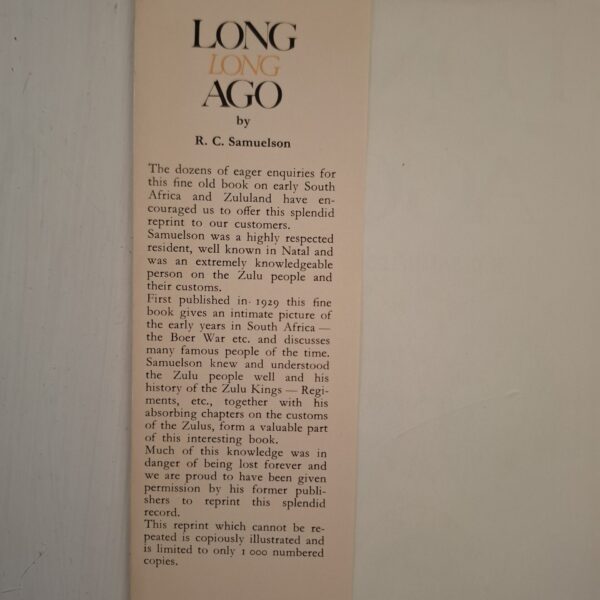 LONG
LONG
AGO
by
R. C. Samuelson
The dozens of eager enquiries for
this fine old book on early South
Africa and Zululand have en-
couraged us to offer this splendid
reprint to our customers.
Samuelson was a highly respected
resident, well known in Natal and
was an extremely knowledgeable
person on the Zulu people and
their customs.
First published in 1929 this fine
book gives an intimate picture of
the early years in South Africa —
the Boer War etc. and discusses
many famous people of the time.
Samuelson knew and understood
the Zulu people well and his
history of the Zulu Kings — Regi-
ments, etc., together with his
absorbing chapters on the customs
of the Zulus, form a valuable part
of this interesting book.
Much of this knowledge was in
danger of being lost forever and
we are proud to have been given
permission by his former publi-
shers to reprint this splendid
record.
This reprint which cannot be re-
peated is copiously illustrated and
is limited to only 1 000 numbered
copies.